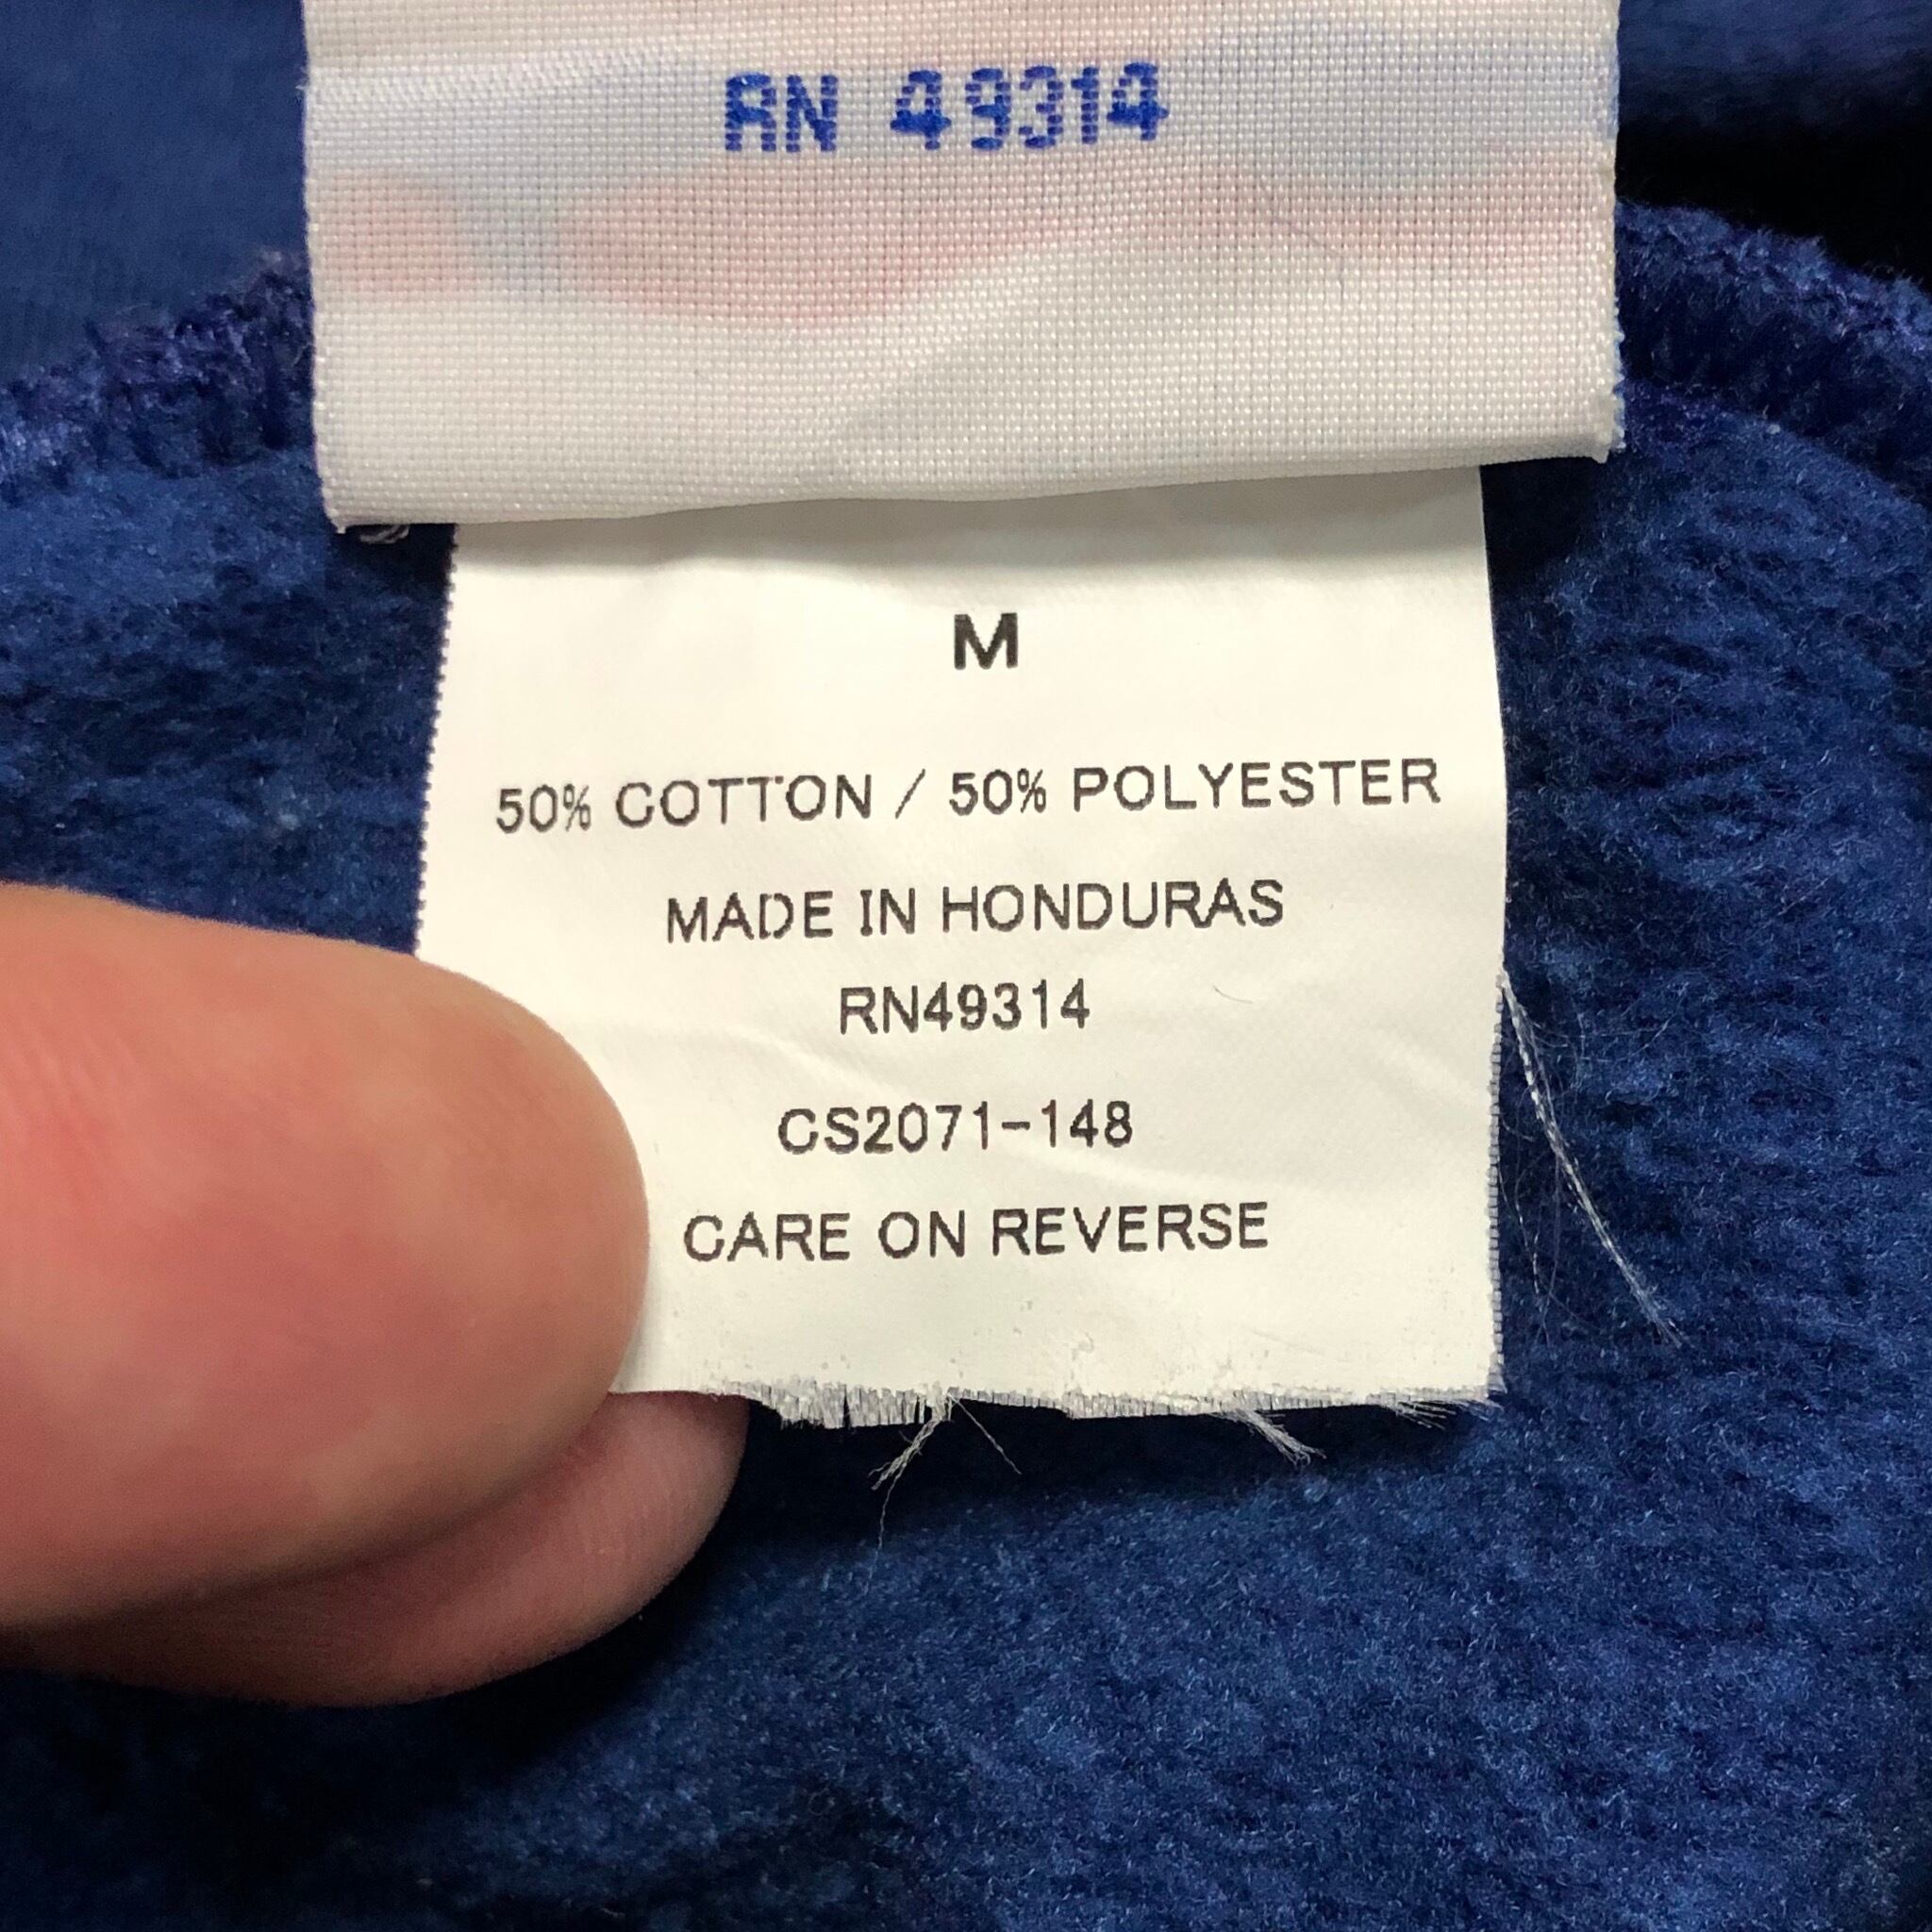 RN 49314
M
50% COTTON / 50% POLYESTER
MADE IN HONDURAS
RN49314
CS2071-148
CARE ON REVERSE